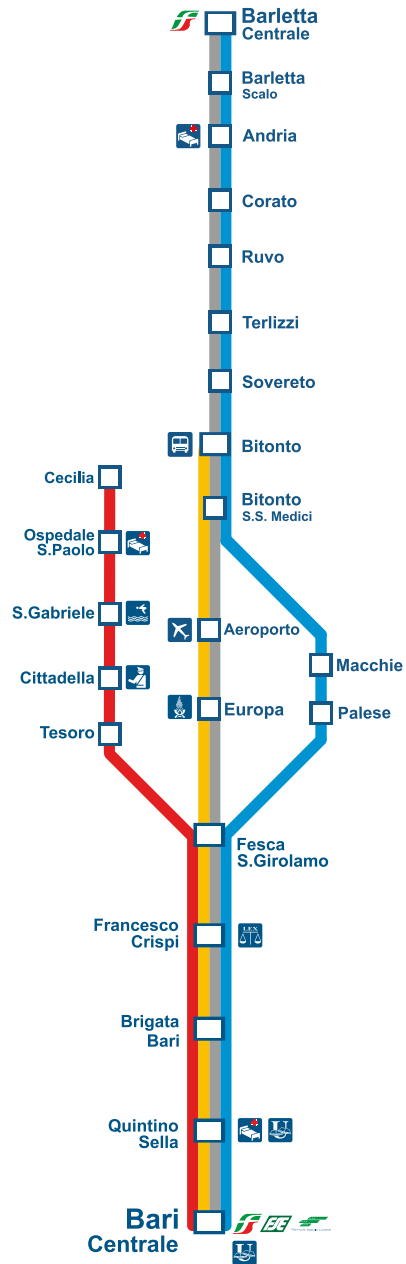 Barletta
Centrale
Barletta
Scalo
Andria
Corato
Ruvo
Terlizzi
Sovereto
Bitonto
Cecilia
Bitonto
S.S. Medici
Ospedale
S.Paolo
S.Gabriele
Aeroporto
Macchie
Cittadella
Europa
Palese
Tesoro
Fesca
S.Girolamo
Francesco
Crispi
LEX
Brigata
Bari
Quintino
Sella
Bari
Centrale